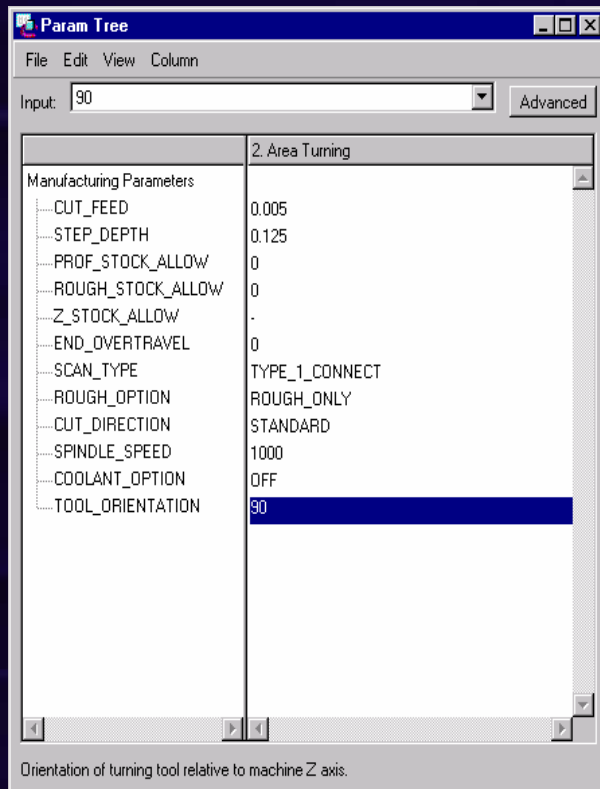 Param Tree
File Edit View Column
Input: 90 Advanced
2. Area Turning
Manufacturing Parameters
CUT_FEED 0.005
STEP_DEPTH 0.125
PROF_STOCK_ALLOW 0
ROUGH_STOCK_ALLOW 0
Z_STOCK_ALLOW -
END_OVERTRAVEL 0
SCAN_TYPE TYPE_1_CONNECT
ROUGH_OPTION ROUGH_ONLY
CUT_DIRECTION STANDARD
SPINDLE_SPEED 1000
COOLANT_OPTION OFF
TOOL_ORIENTATION 90
Orientation of turning tool relative to machine Z axis.